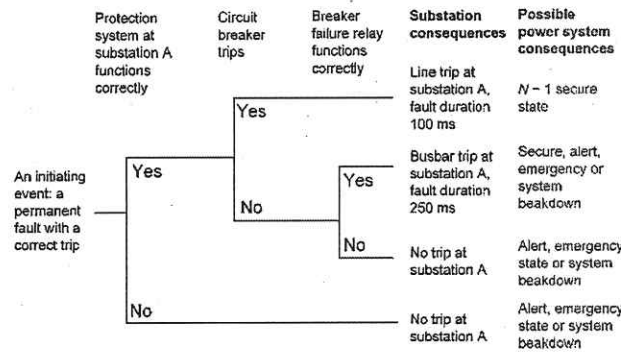 Protection
system at
substation A
functions
correctly
Circuit
breaker
trips
Breaker
failure relay
functions
correctly
Substation
consequences
Possible
power system
consequences
An initiating
event: a
permanent
fault with a
correct trip
Yes
No
Yes
No
Yes
No
Line trip at
substation A,
fault duration
100 ms
N − 1 secure
state
Busbar trip at
substation A,
fault duration
250 ms
Secure, alert,
emergency or
system
beakdown
No trip at
substation A
Alert, emergency
state or system
beakdown
No trip at
substation A
Alert, emergency
state or system
beakdown